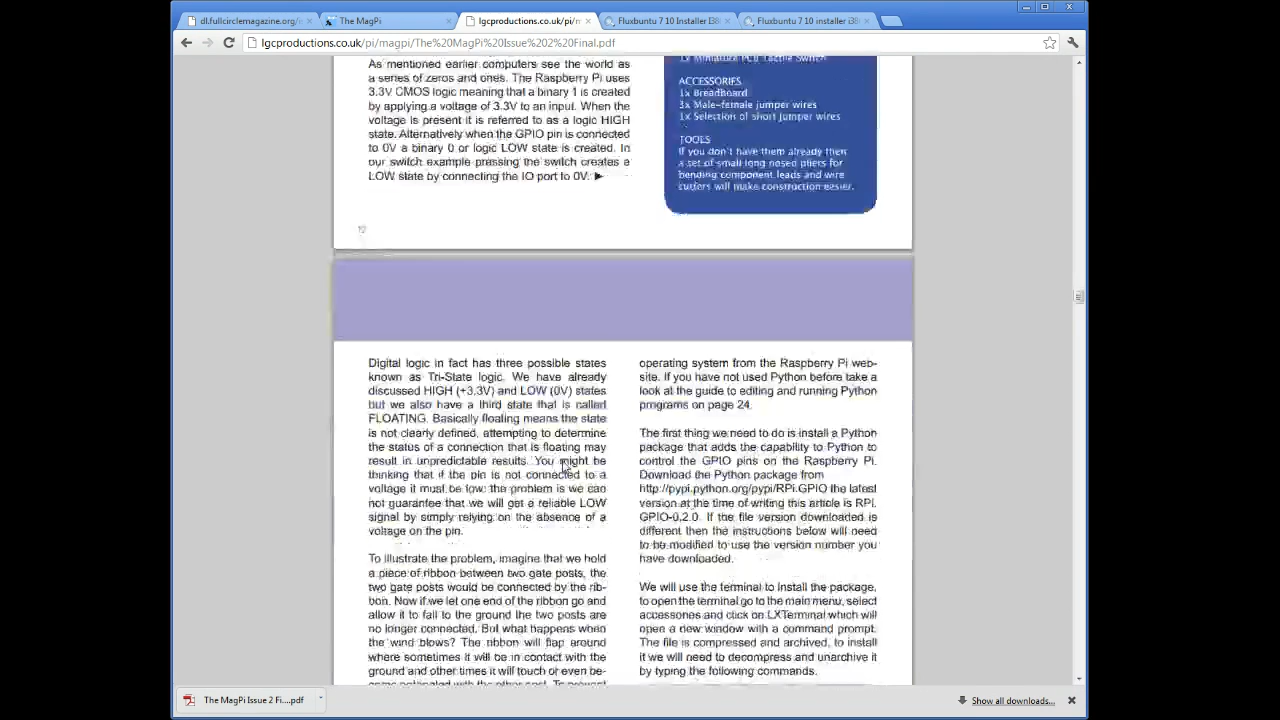 dl.fullcirclemagazine.org/i
The MagPi
lgcproductions.co.uk/pi/m
Fluxbuntu 7 10 Installer I38
Fluxbuntu 7 10 installer i38
lgcproductions.co.uk/pi/magpi/The%20MagPi%20Issue%202%20Final.pdf
As mentioned earlier computers see the world as
a series of zeros and ones. The Raspberry Pi uses
3.3V CMOS logic meaning that a binary 1 is created
by applying a voltage of 3.3V to an input. When the
voltage is present it is referred to as a logic HIGH
state. Alternatively when the GPIO pin is connected
to 0V a binary 0 or logic LOW state is created. In
our switch example pressing the switch creates a
LOW state by connecting the IO port to 0V. ►
1x Miniature PCB Tactile Switch
ACCESSORIES
1x Breadboard
3x Male-female jumper wires
1x Selection of short jumper wires
TOOLS
If you don't have them already then
a set of small long nosed pliers for
bending component leads and wire
cutters will make construction easier.
Digital logic in fact has three possible states
known as Tri-State logic. We have already
discussed HIGH (+3.3V) and LOW (0V) states
but we also have a third state that is called
FLOATING. Basically floating means the state
is not clearly defined, attempting to determine
the status of a connection that is floating may
result in unpredictable results. You might be
thinking that if the pin is not connected to a
voltage it must be low, the problem is we can
not guarantee that we will get a reliable LOW
signal by simply relying on the absence of a
voltage on the pin.
To illustrate the problem, imagine that we hold
a piece of ribbon between two gate posts, the
two gate posts would be connected by the rib-
bon. Now if we let one end of the ribbon go and
allow it to fall to the ground the two posts are
no longer connected. But what happens when
the wind blows? The ribbon will flap around
where sometimes it will be in contact with the
ground and other times it will touch or even be-
come entangled with the other post. To prevent
operating system from the Raspberry Pi web-
site. If you have not used Python before take a
look at the guide to editing and running Python
programs on page 24.
The first thing we need to do is install a Python
package that adds the capability to Python to
control the GPIO pins on the Raspberry Pi.
Download the Python package from
http://pypi.python.org/pypi/RPi.GPIO the latest
version at the time of writing this article is RPI.
GPIO-0.2.0. If the file version downloaded is
different then the instructions below will need
to be modified to use the version number you
have downloaded.
We will use the terminal to install the package,
to open the terminal go to the main menu, select
accessories and click on LXTerminal which will
open a new window with a command prompt.
The file is compressed and archived, to install
it we will need to decompress and unarchive it
by typing the following commands.
The MagPi Issue 2 Fi....pdf
Show all downloads...